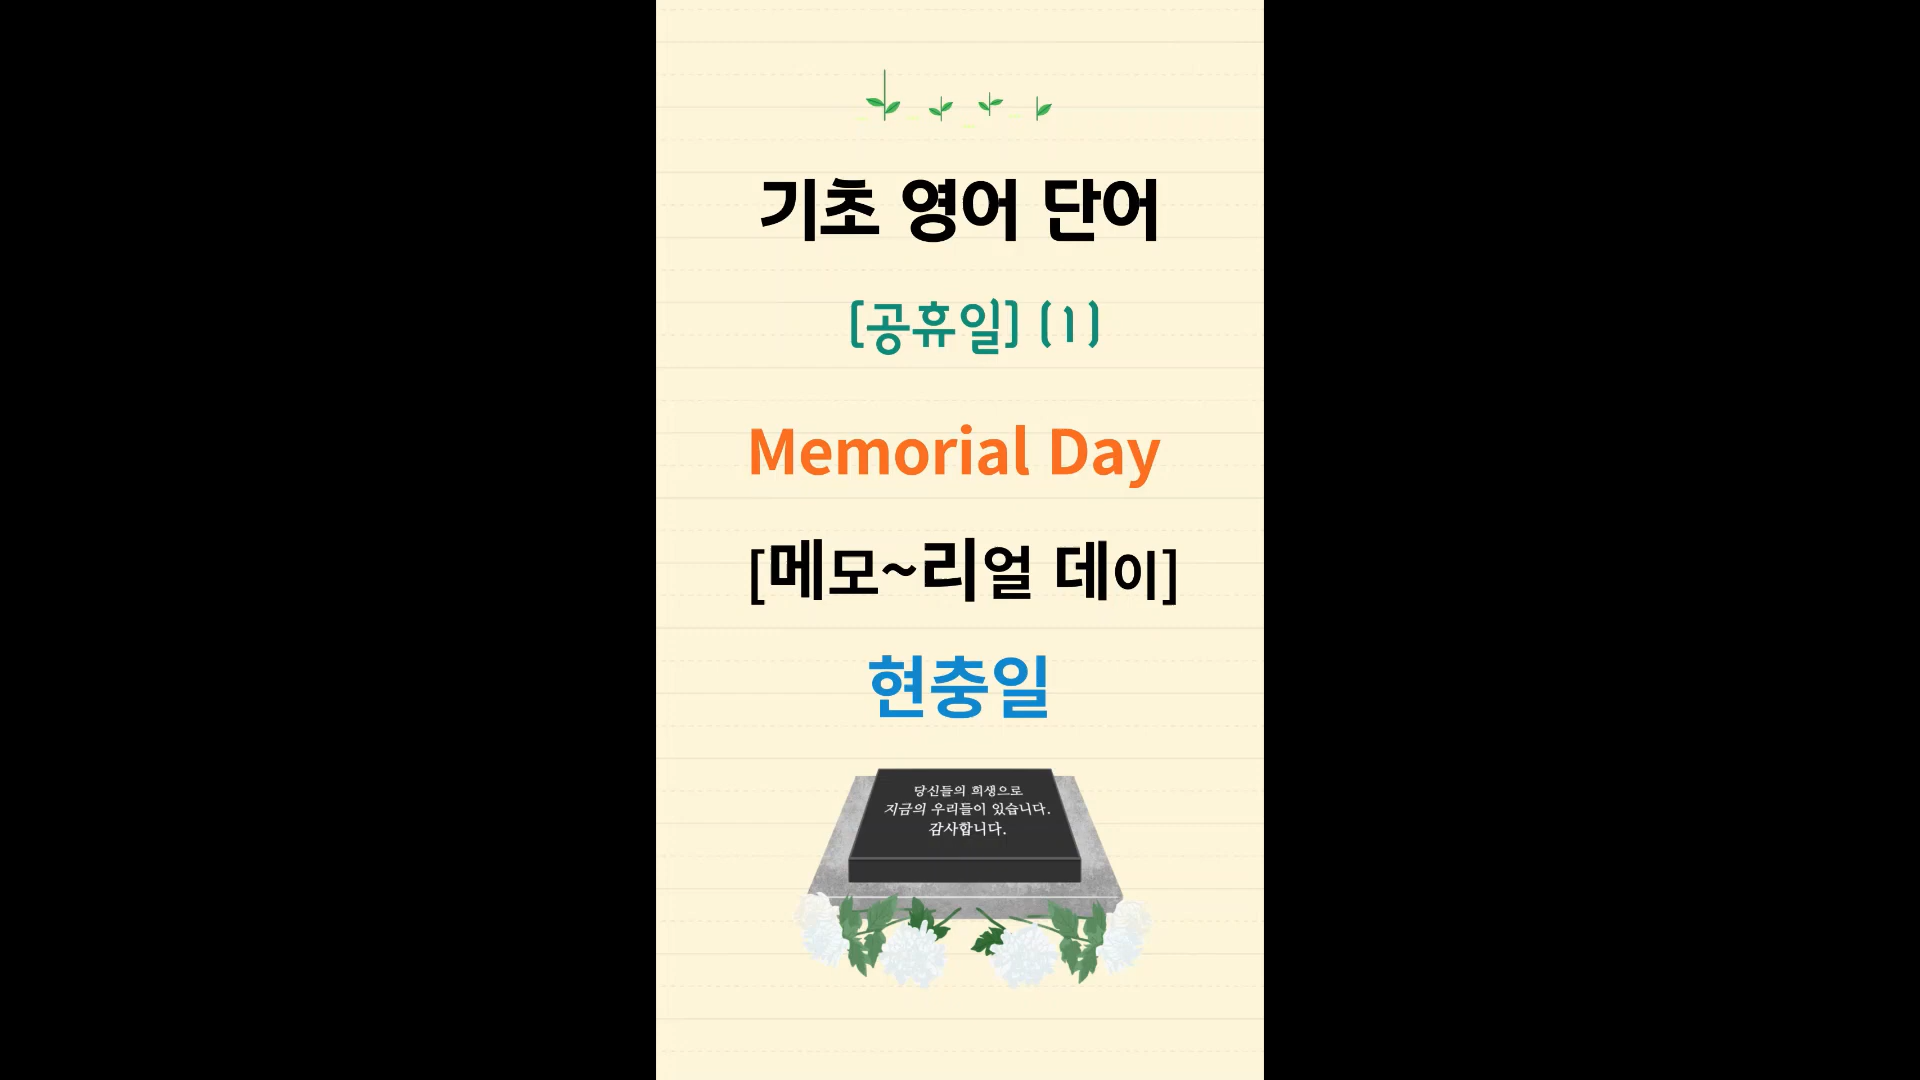 기초 영어 단어
[공휴일] (1)
Memorial Day
[메모~리얼 데이]
현충일
당신들의 희생으로
지금의 우리들이 있습니다.
감사합니다.